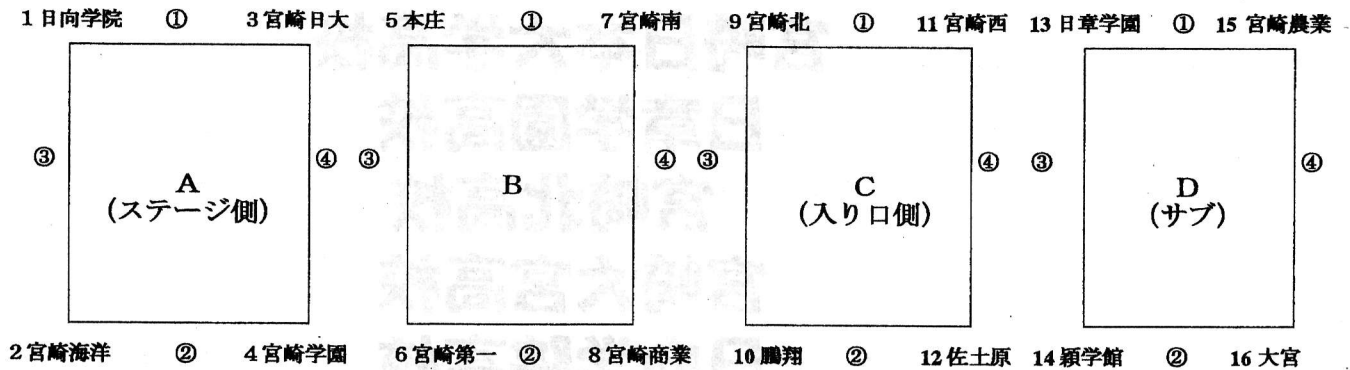 1 日向学院 ① 3 宮崎日大 5 本庄 ① 7 宮崎南 9 宮崎北 ① 11 宮崎西 13 日章学園 ① 15 宮崎農業
③ A ④ ③ B ④ ③ C ④ ③ D ④
(ステージ側) (入り口側) (サブ)
2 宮崎海洋 ② 4 宮崎学園 6 宮崎第一 ② 8 宮崎商業 10 鵬翔 ② 12 佐土原 14 頴学館 ② 16 大宮